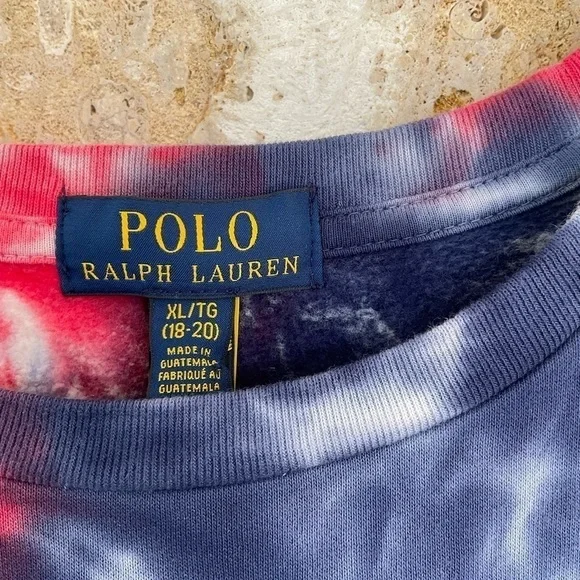 POLO
RALPH LAUREN
XL/TG
(18-20)
MADE IN
GUATEMALA
FABRIQUÉ AU
GUATEMALA